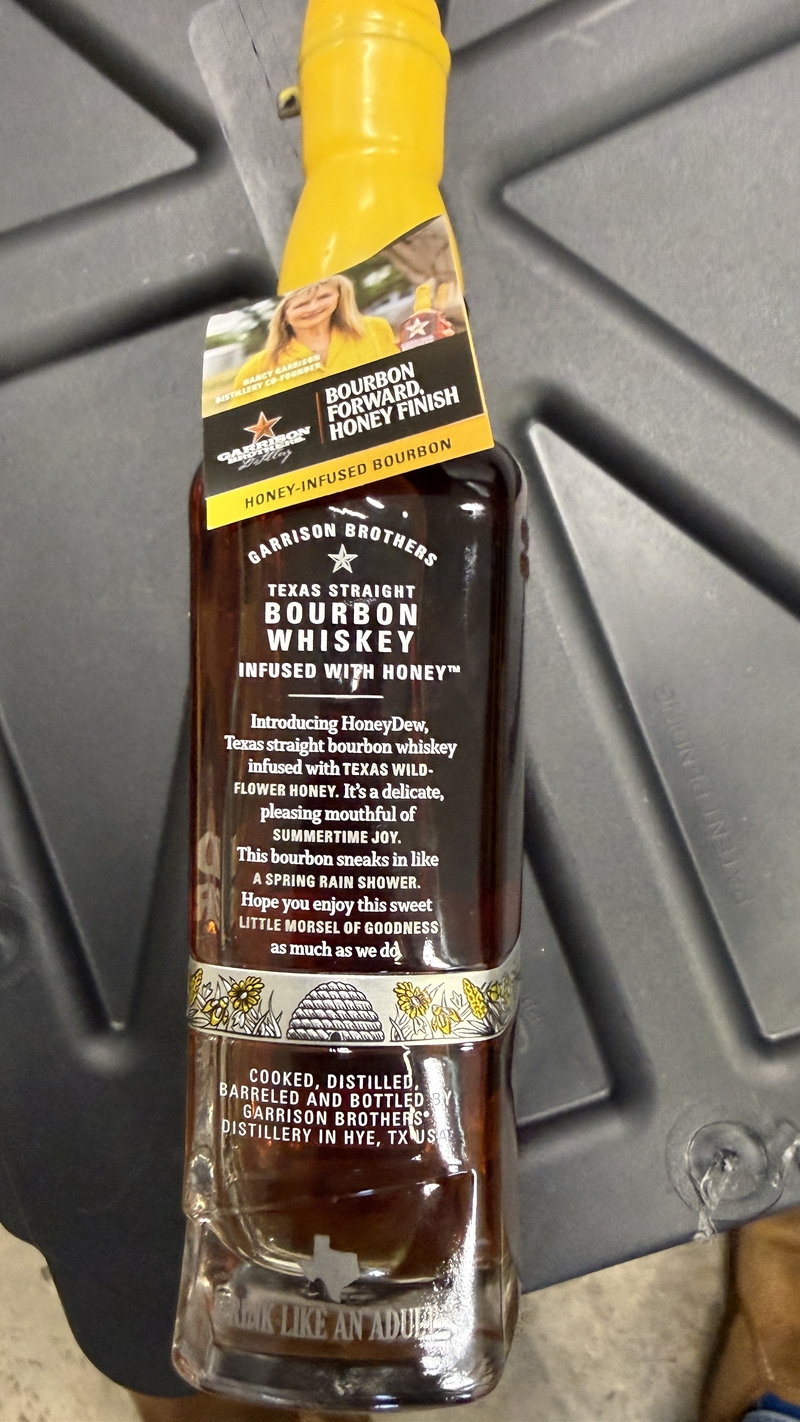 NANCY GARRISON
DISTILLERY CO-FOUNDER
BOURBON
FORWARD,
HONEY FINISH
GARRISON
BROTHERS
Distillery
HONEY-INFUSED BOURBON
GARRISON BROTHERS
TEXAS STRAIGHT
BOURBON
WHISKEY
INFUSED WITH HONEY™
Introducing HoneyDew,
Texas straight bourbon whiskey
infused with TEXAS WILD-
FLOWER HONEY. It's a delicate,
pleasing mouthful of
SUMMERTIME JOY.
This bourbon sneaks in like
A SPRING RAIN SHOWER.
Hope you enjoy this sweet
LITTLE MORSEL OF GOODNESS
as much as we do.
COOKED, DISTILLED,
BARRELED AND BOTTLED BY
GARRISON BROTHERS®
DISTILLERY IN HYE, TX USA
DRINK LIKE AN ADULT